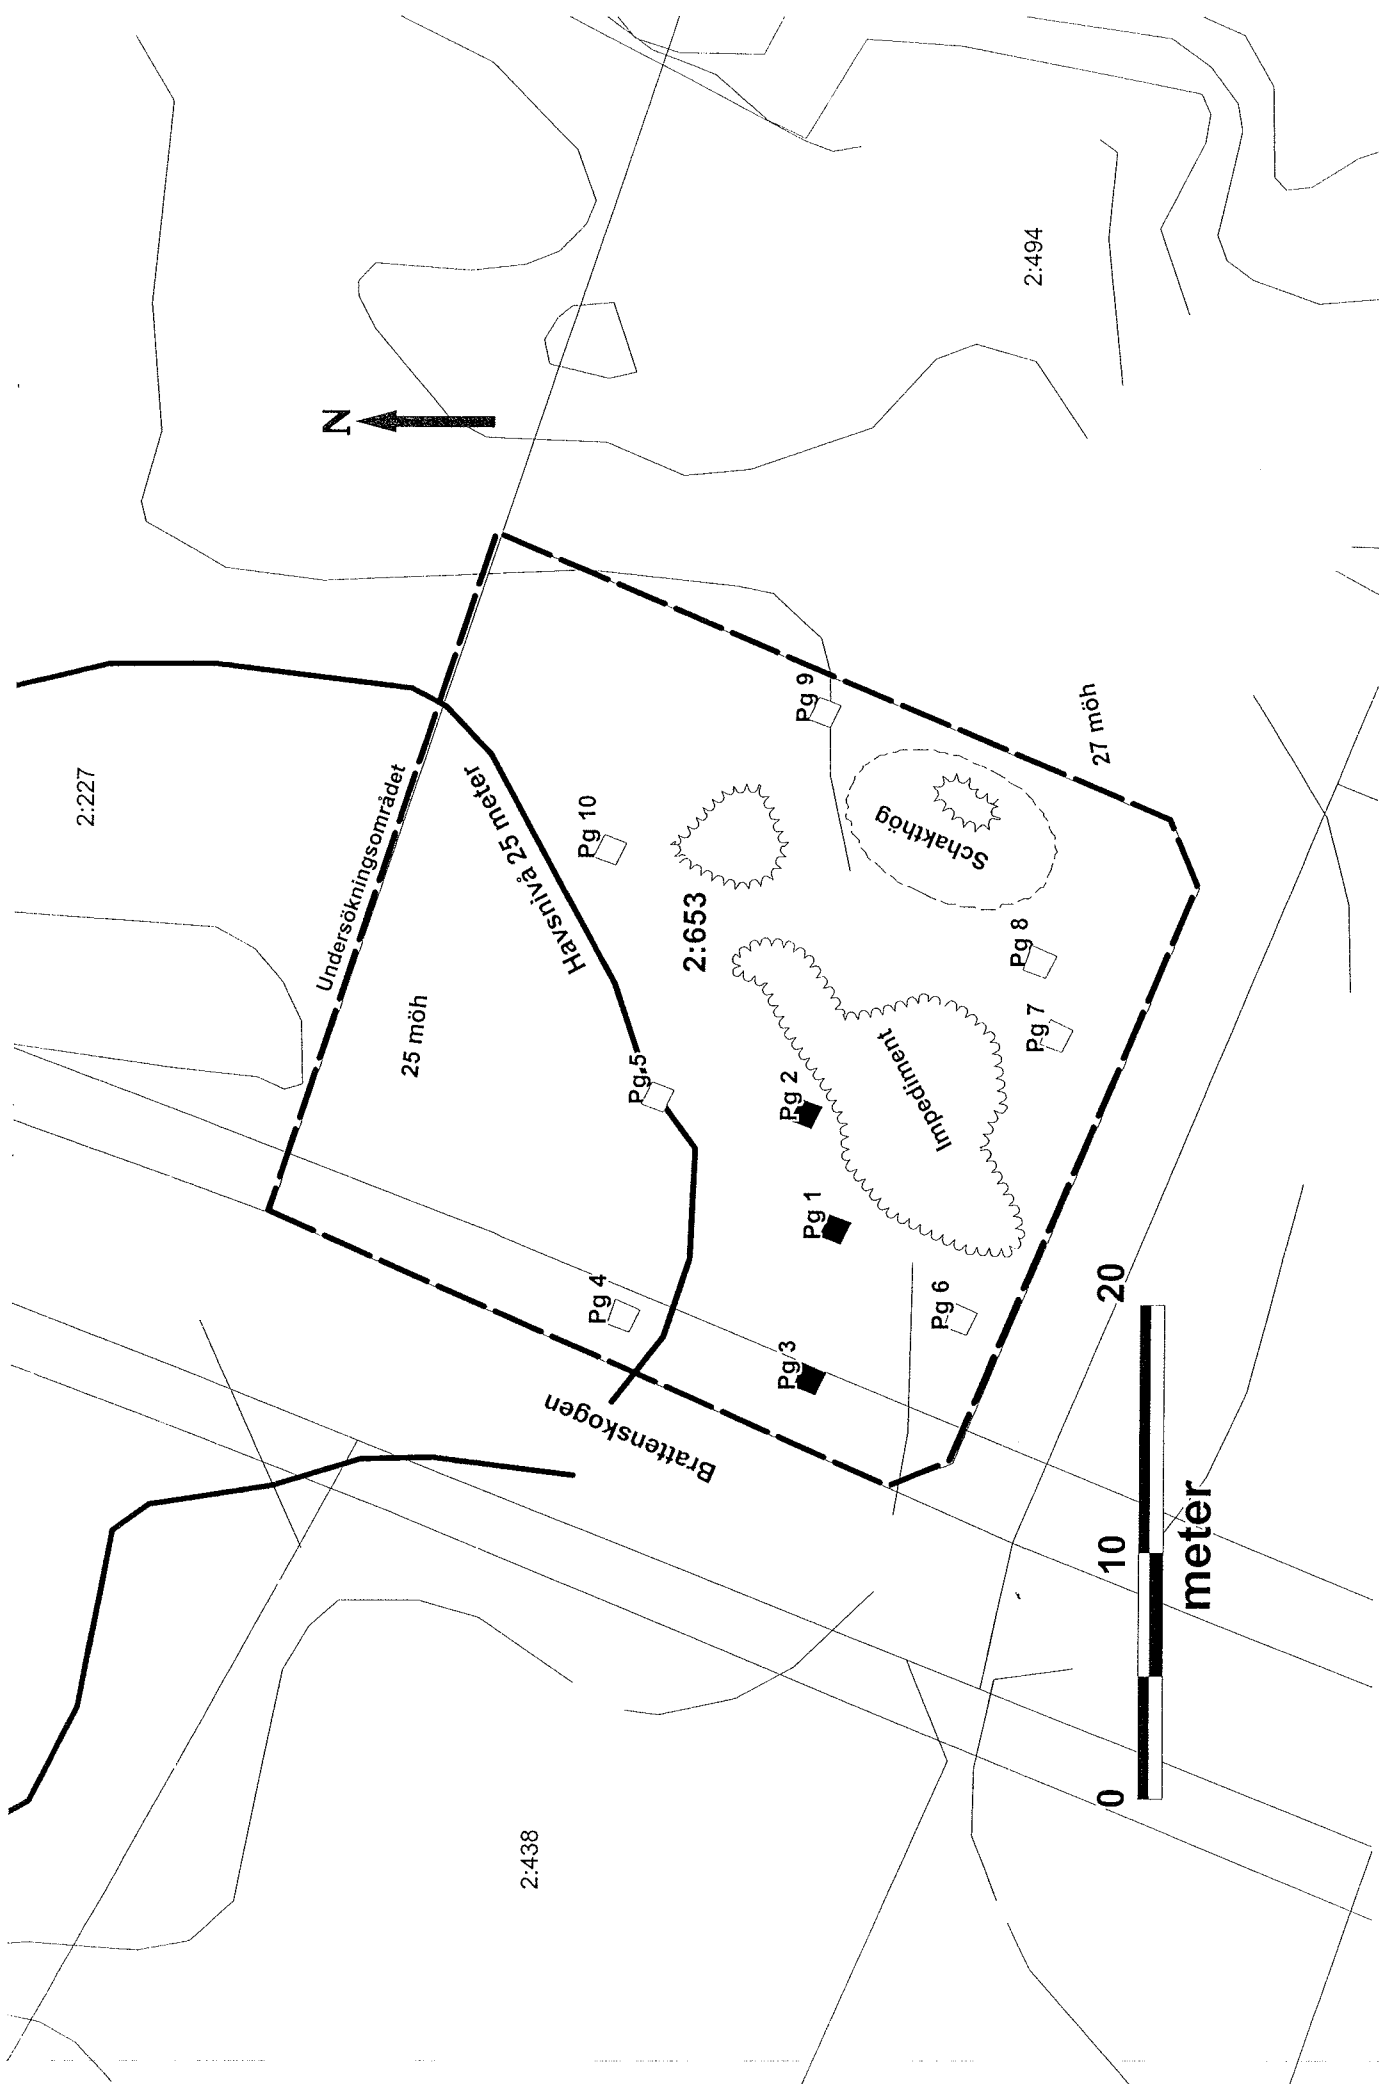 2:494
N
2:227
Undersökningsområdet
Havsnivå 25 meter
25 möh
Pg 10
Pg 9
27 möh
Schakthög
2:653
Pg 8
Pg 7
Impediment
Pg 5
Pg 2
Pg 1
Pg 4
Pg 3
Pg 6
Brattenskogen
2:438
0
10
20
meter